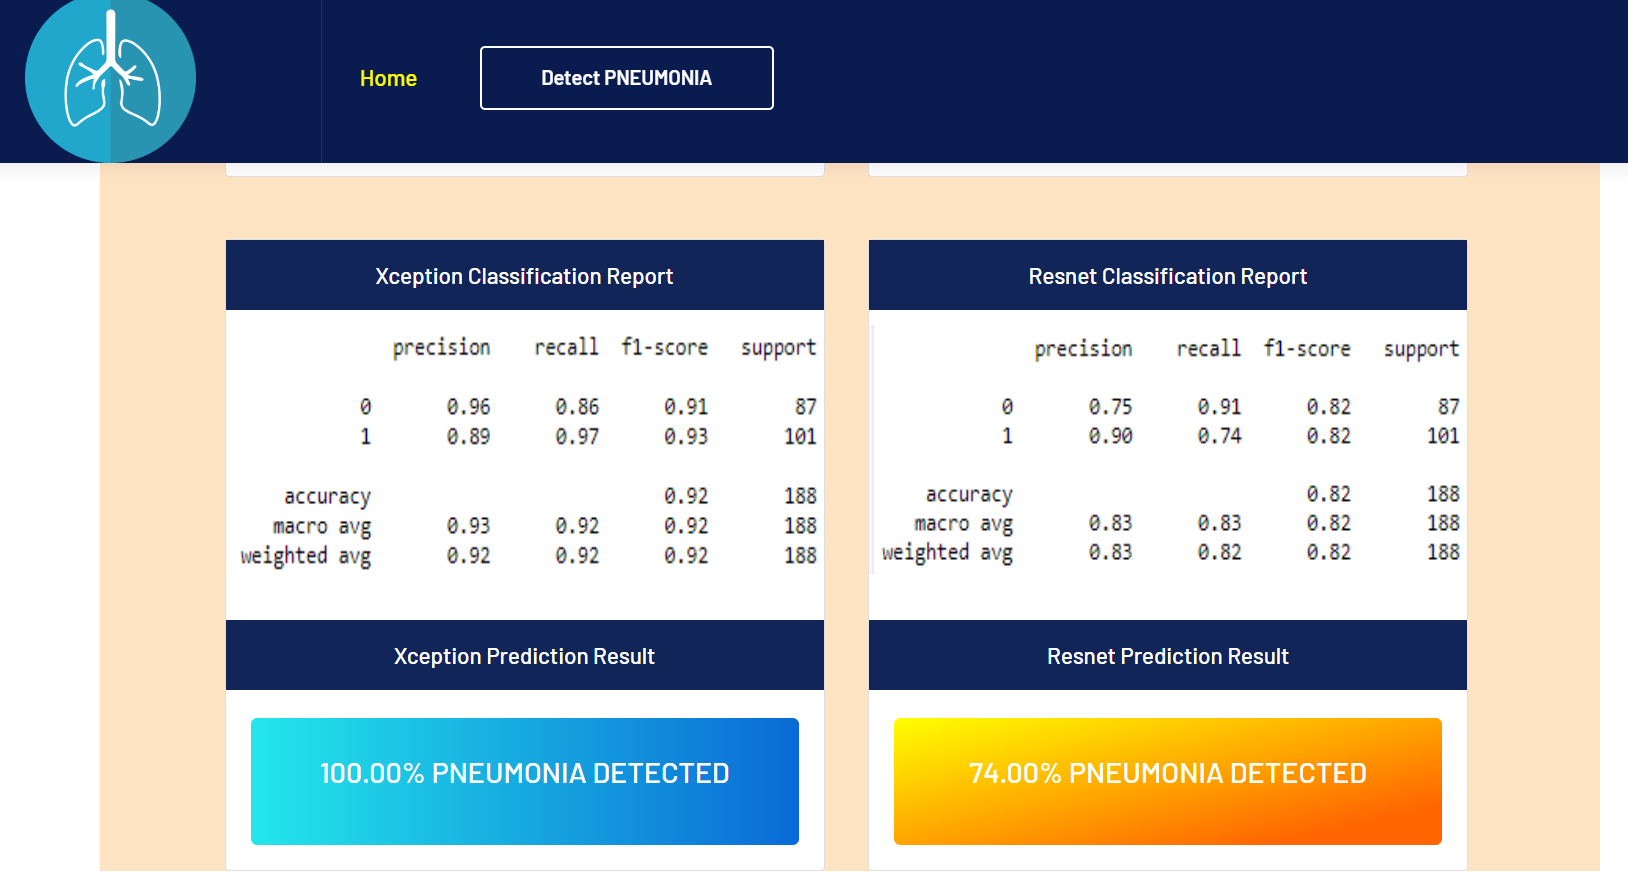 Home
Detect PNEUMONIA
Xception Classification Report
precision recall f1-score support
0 0.96 0.86 0.91 87
1 0.89 0.97 0.93 101
accuracy 0.92 188
macro avg 0.93 0.92 0.92 188
weighted avg 0.92 0.92 0.92 188
Xception Prediction Result
100.00% PNEUMONIA DETECTED
Resnet Classification Report
precision recall f1-score support
0 0.75 0.91 0.82 87
1 0.90 0.74 0.82 101
accuracy 0.82 188
macro avg 0.83 0.83 0.82 188
weighted avg 0.83 0.82 0.82 188
Resnet Prediction Result
74.00% PNEUMONIA DETECTED